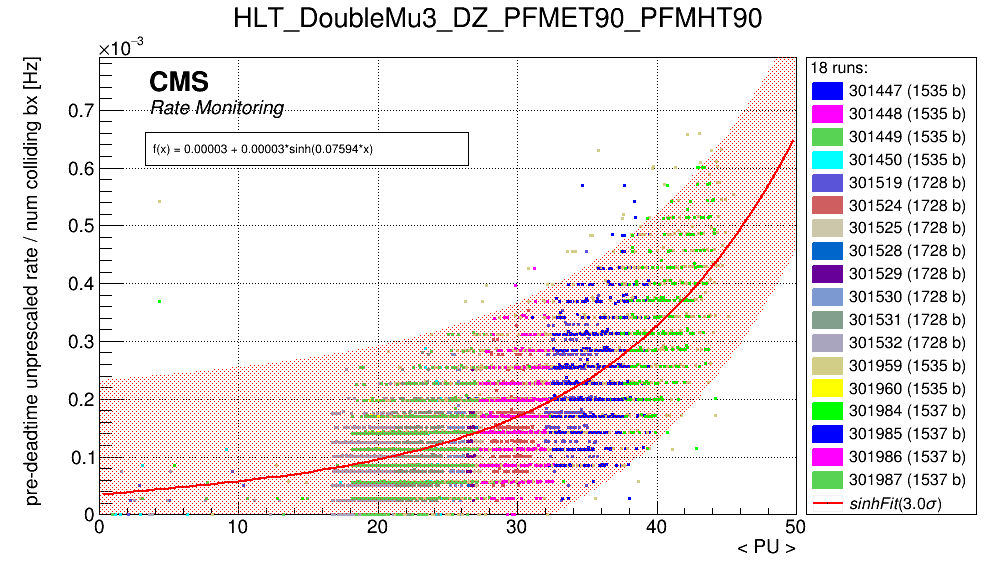 HLT_DoubleMu3_DZ_PFMET90_PFMHT90
×10⁻³
pre-deadtime unprescaled rate / num colliding bx [Hz]
CMS
Rate Monitoring
f(x) = 0.00003 + 0.00003*sinh(0.07594*x)
0.7
0.6
0.5
0.4
0.3
0.2
0.1
0
0 10 20 30 40 50
< PU >
18 runs:
301447 (1535 b)
301448 (1535 b)
301449 (1535 b)
301450 (1535 b)
301519 (1728 b)
301524 (1728 b)
301525 (1728 b)
301528 (1728 b)
301529 (1728 b)
301530 (1728 b)
301531 (1728 b)
301532 (1728 b)
301959 (1535 b)
301960 (1535 b)
301984 (1537 b)
301985 (1537 b)
301986 (1537 b)
301987 (1537 b)
sinhFit(3.0σ)